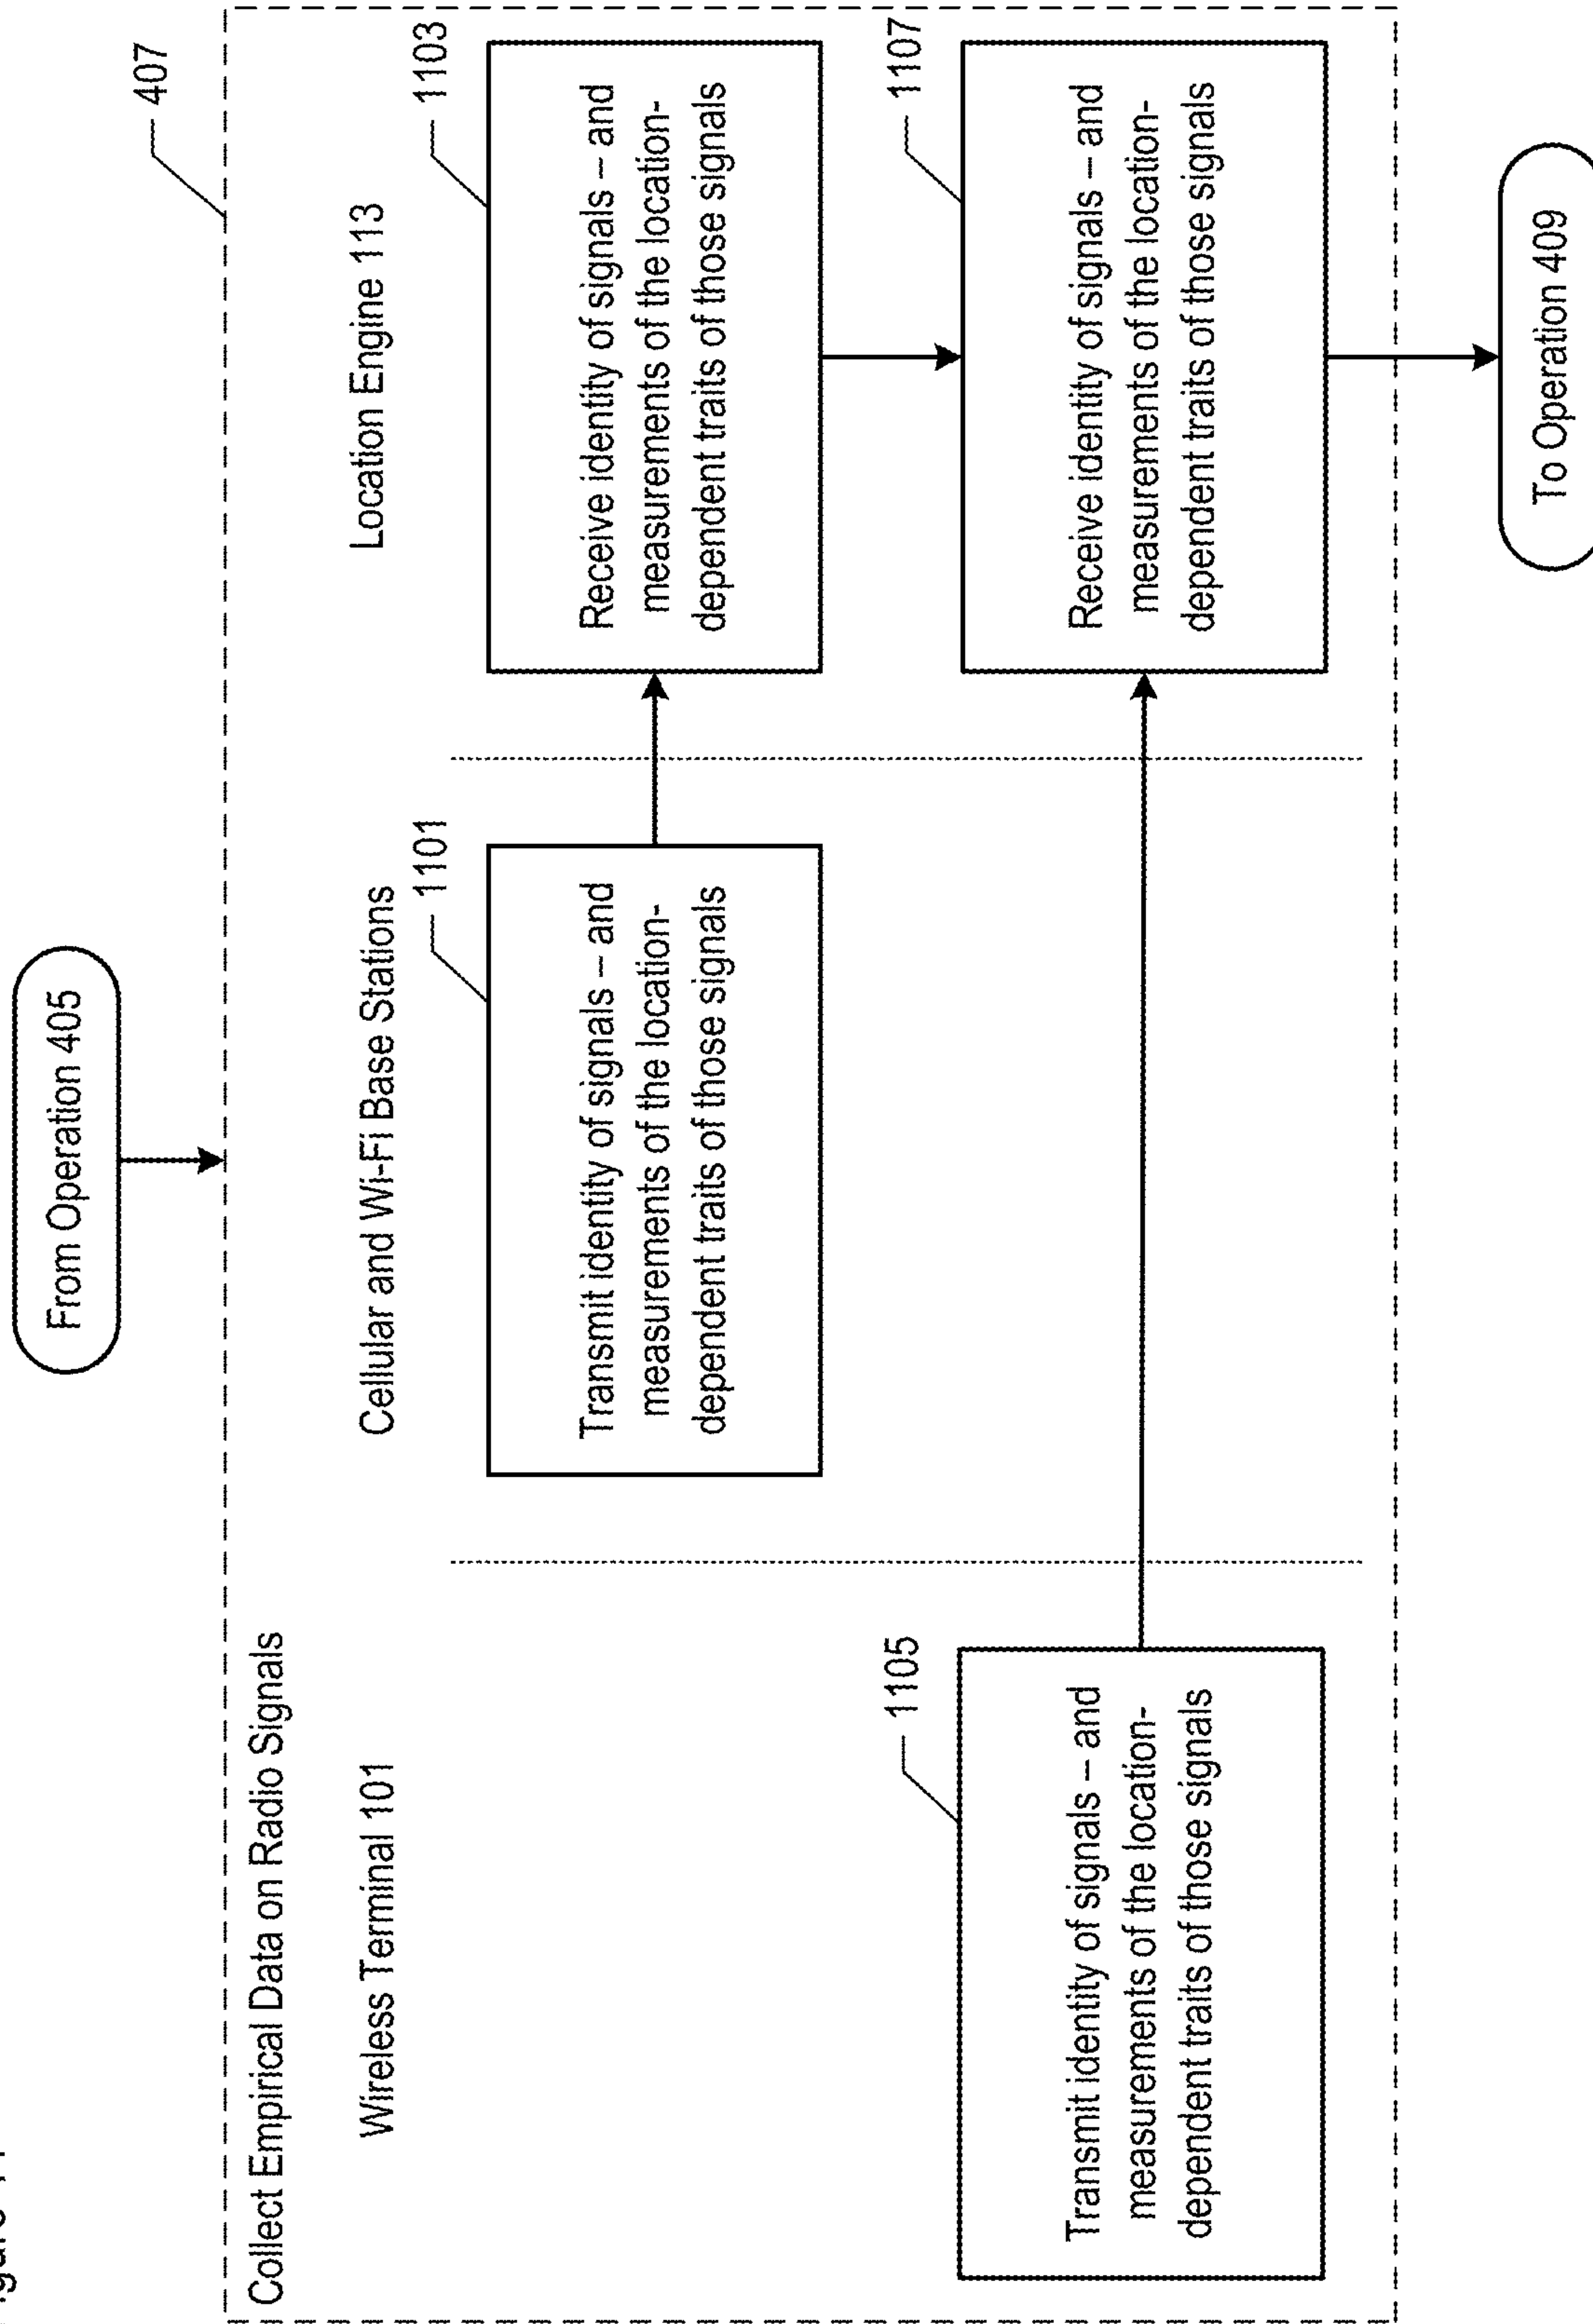 From Operation 405
407
Collect Empirical Data on Radio Signals
Wireless Terminal 101
Cellular and Wi-Fi Base Stations
Location Engine 113
1101
Transmit identity of signals – and
measurements of the location-
dependent traits of those signals
1103
Receive identity of signals – and
measurements of the location-
dependent traits of those signals
1105
Transmit identity of signals – and
measurements of the location-
dependent traits of those signals
1107
Receive identity of signals – and
measurements of the location-
dependent traits of those signals
To Operation 409